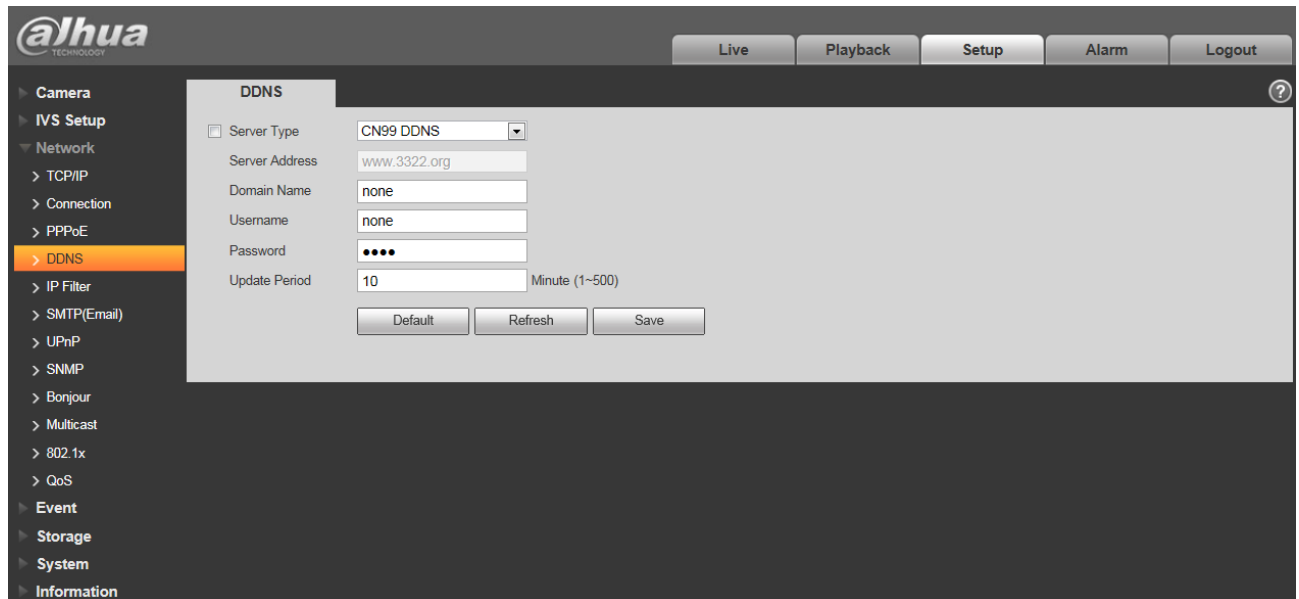 alhua
TECHNOLOGY
Live Playback Setup Alarm Logout
Camera
IVS Setup
Network
> TCP/IP
> Connection
> PPPoE
> DDNS
> IP Filter
> SMTP(Email)
> UPnP
> SNMP
> Bonjour
> Multicast
> 802.1x
> QoS
Event
Storage
System
Information
DDNS
?
Server Type CN99 DDNS
Server Address www.3322.org
Domain Name none
Username none
Password ••••
Update Period 10 Minute (1~500)
Default Refresh Save